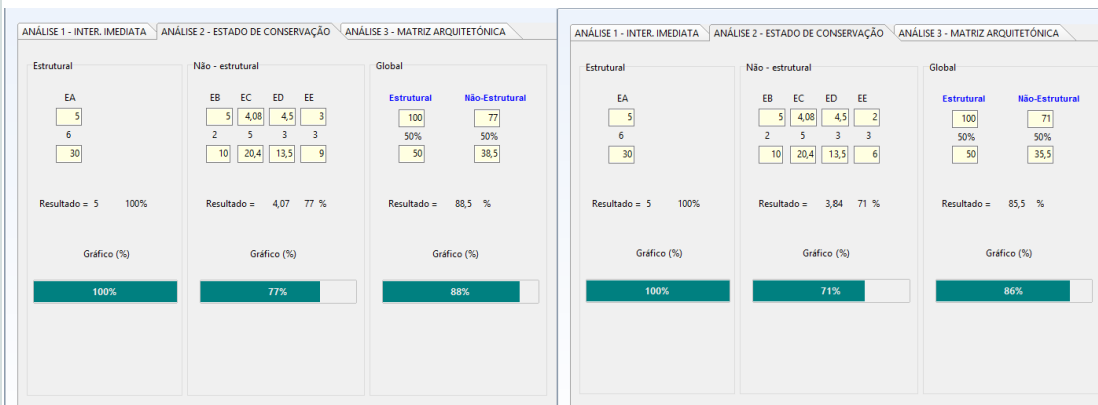 ANÁLISE 1 - INTER. IMEDIATA ANÁLISE 2 - ESTADO DE CONSERVAÇÃO ANÁLISE 3 - MATRIZ ARQUITETÓNICA
Estrutural Não - estrutural Global
EA EB EC ED EE Estrutural Não-Estrutural
5 5 4,08 4,5 3 100 77
6 2 5 3 3 50% 50%
30 10 20,4 13,5 9 50 38,5
Resultado = 5 100% Resultado = 4,07 77 % Resultado = 88,5 %
Gráfico (%) Gráfico (%) Gráfico (%)
100% 77% 88%
ANÁLISE 1 - INTER. IMEDIATA ANÁLISE 2 - ESTADO DE CONSERVAÇÃO ANÁLISE 3 - MATRIZ ARQUITETÓNICA
Estrutural Não - estrutural Global
EA EB EC ED EE Estrutural Não-Estrutural
5 5 4,08 4,5 2 100 71
6 2 5 3 3 50% 50%
30 10 20,4 13,5 6 50 35,5
Resultado = 5 100% Resultado = 3,84 71 % Resultado = 85,5 %
Gráfico (%) Gráfico (%) Gráfico (%)
100% 71% 86%